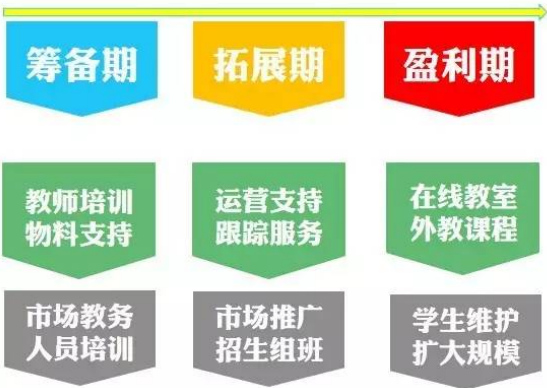 筹备期
拓展期
盈利期
教师培训
物料支持
运营支持
跟踪服务
在线教室
外教课程
市场教务
人员培训
市场推广
招生组班
学生维护
扩大规模